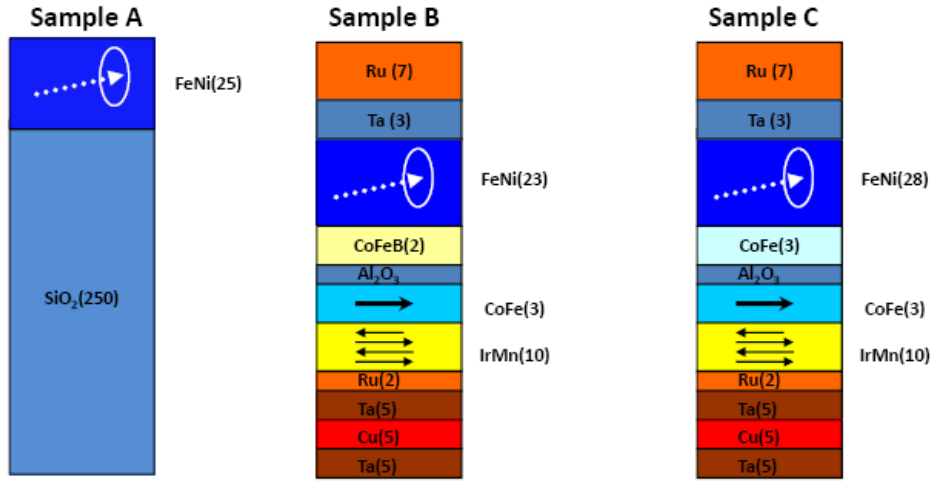 Sample A
FeNi(25)
SiO₂(250)
Sample B
Ru (7)
Ta (3)
FeNi(23)
CoFeB(2)
Al₂O₃
CoFe(3)
IrMn(10)
Ru(2)
Ta(5)
Cu(5)
Ta(5)
Sample C
Ru (7)
Ta (3)
FeNi(28)
CoFe(3)
Al₂O₃
CoFe(3)
IrMn(10)
Ru(2)
Ta(5)
Cu(5)
Ta(5)